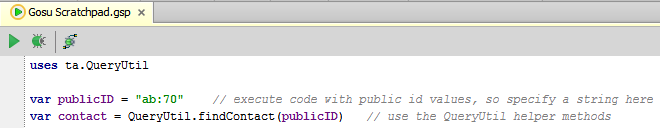 Gosu Scratchpad.gsp ×
uses ta.QueryUtil
var publicID = "ab:70" // execute code with public id values, so specify a string here
var contact = QueryUtil.findContact(publicID) // use the QueryUtil helper methods